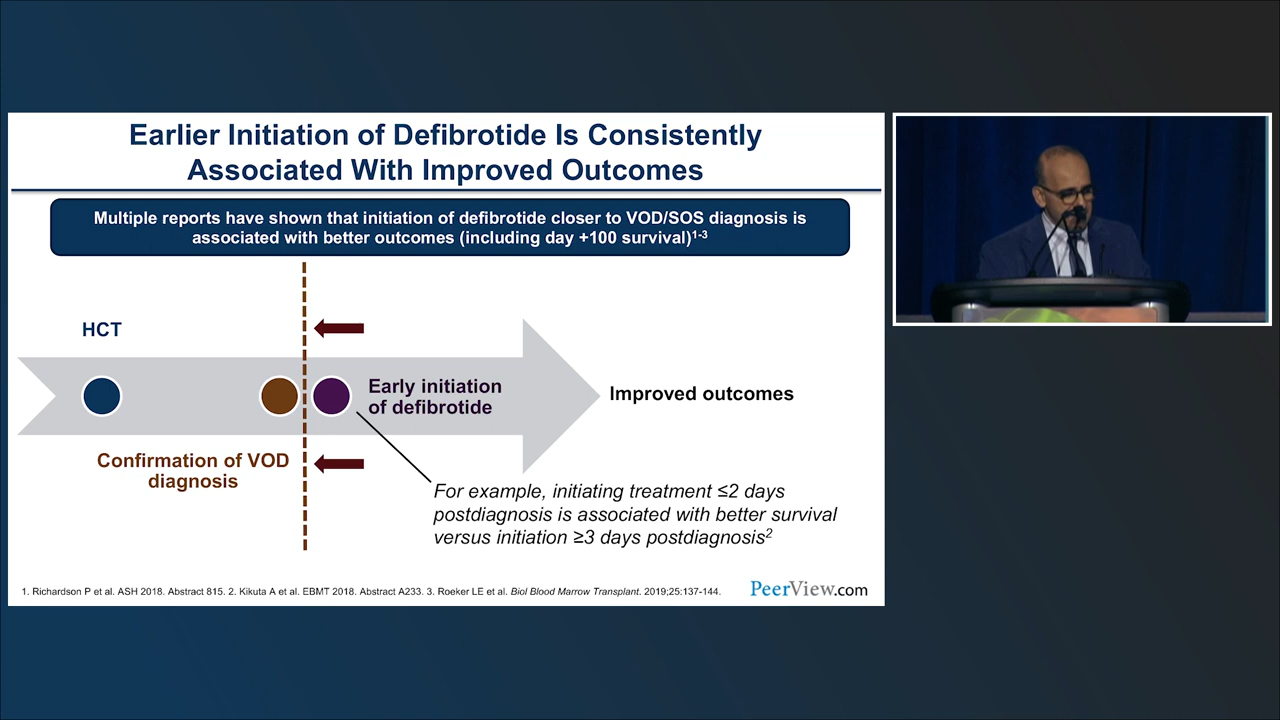 Earlier Initiation of Defibrotide Is Consistently
Associated With Improved Outcomes
Multiple reports have shown that initiation of defibrotide closer to VOD/SOS diagnosis is
associated with better outcomes (including day +100 survival)1-3
HCT
Early initiation
of defibrotide
Improved outcomes
Confirmation of VOD
diagnosis
For example, initiating treatment ≤2 days
postdiagnosis is associated with better survival
versus initiation ≥3 days postdiagnosis2
1. Richardson P et al. ASH 2018. Abstract 815. 2. Kikuta A et al. EBMT 2018. Abstract A233. 3. Roeker LE et al. Biol Blood Marrow Transplant. 2019;25:137-144.
PeerView.com